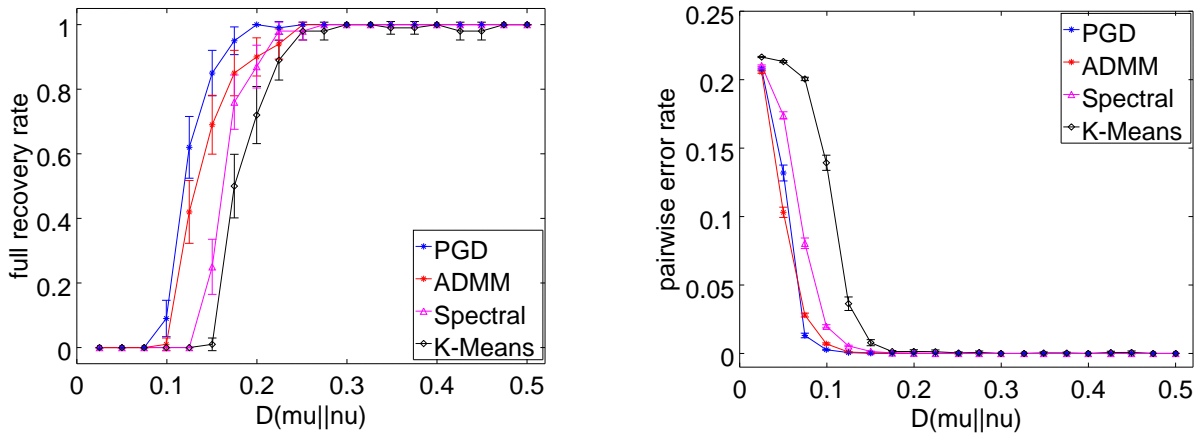 full recovery rate
1
0.8
0.6
0.4
0.2
0
0 0.1 0.2 0.3 0.4 0.5
D(mu||nu)
PGD
ADMM
Spectral
K-Means
pairwise error rate
0.25
0.2
0.15
0.1
0.05
0
0 0.1 0.2 0.3 0.4 0.5
D(mu||nu)
PGD
ADMM
Spectral
K-Means